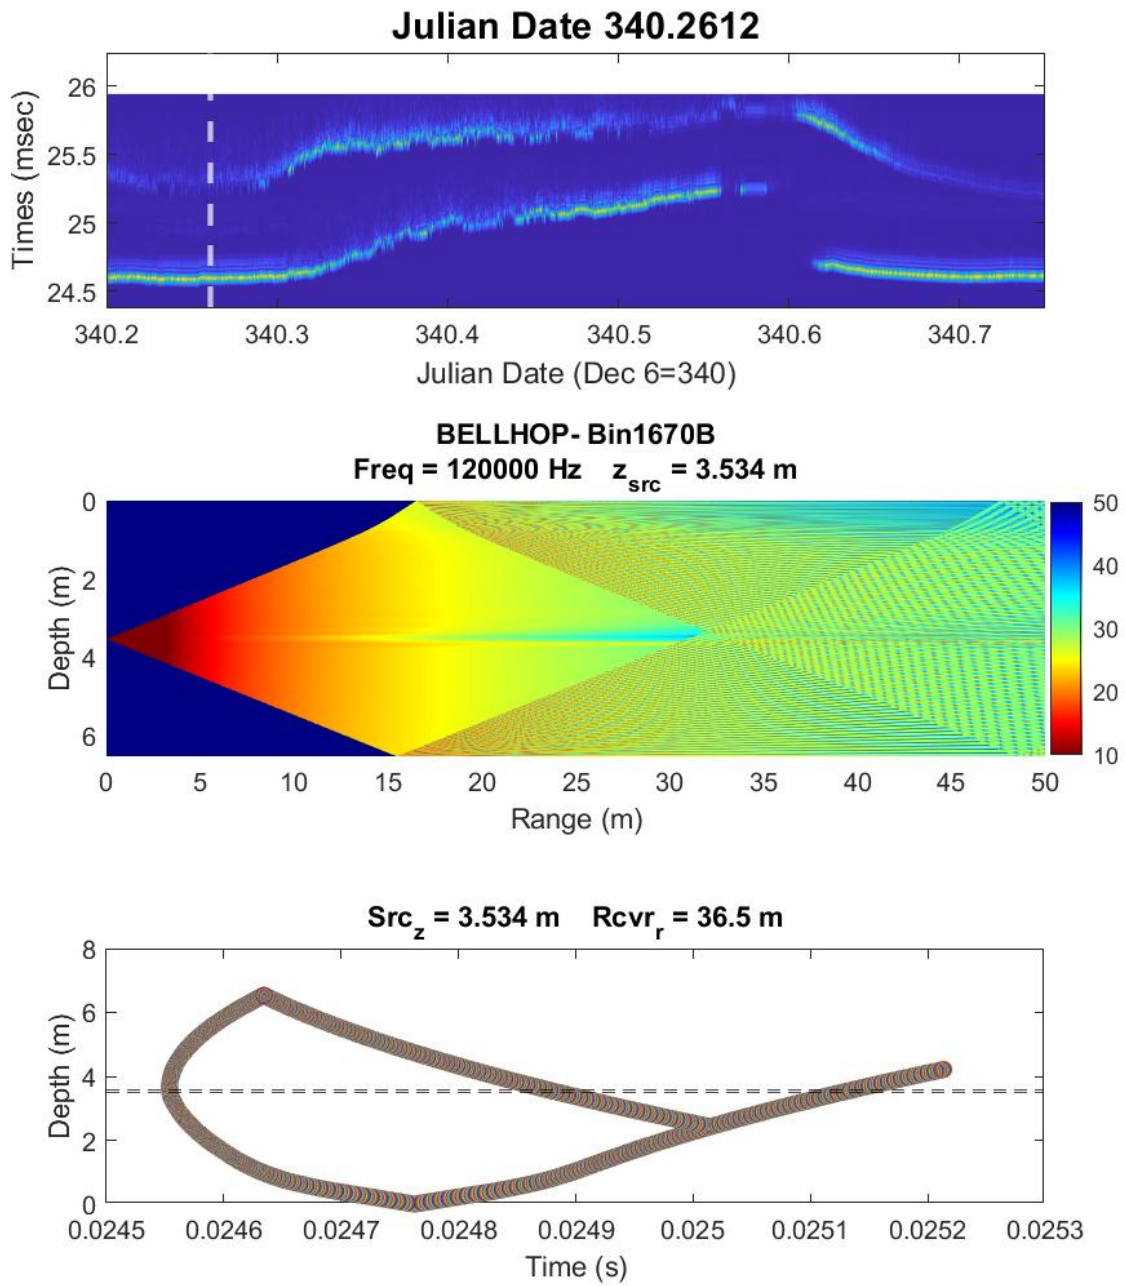 Julian Date 340.2612
Times (msec)
26
25.5
25
24.5
340.2 340.3 340.4 340.5 340.6 340.7
Julian Date (Dec 6=340)
BELLHOP- Bin1670B
Freq = 120000 Hz z_src = 3.534 m
Depth (m)
0
2
4
6
0 5 10 15 20 25 30 35 40 45 50
Range (m)
50
40
30
20
10
Src_z = 3.534 m Rcvr_r = 36.5 m
Depth (m)
8
6
4
2
0
0.0245 0.0246 0.0247 0.0248 0.0249 0.025 0.0251 0.0252 0.0253
Time (s)